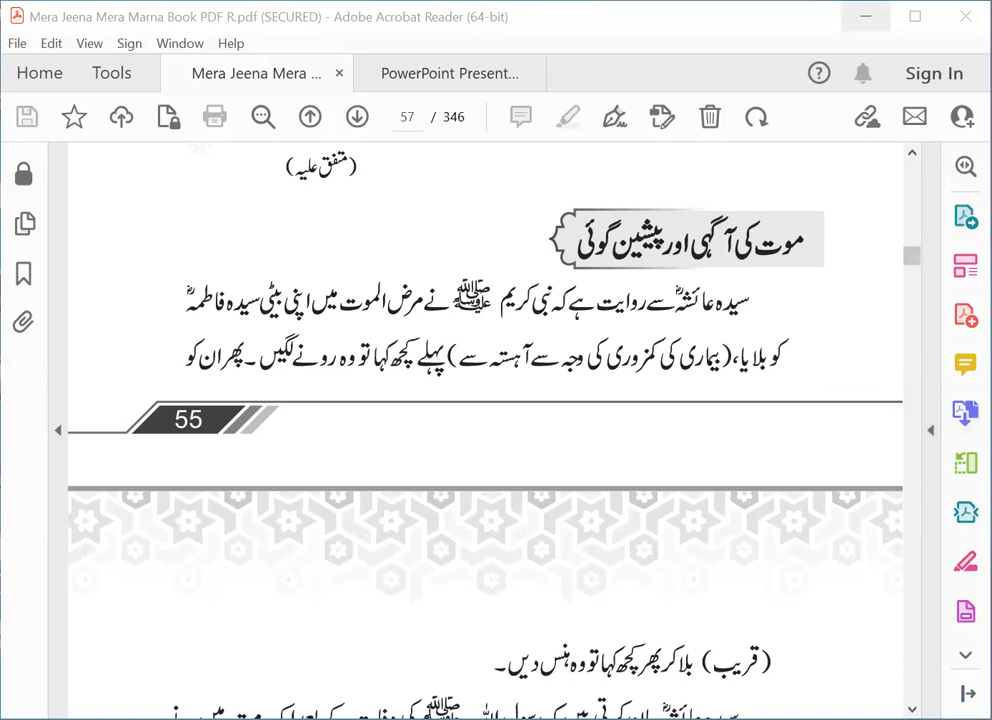 Mera Jeena Mera Marna Book PDF R.pdf (SECURED) - Adobe Acrobat Reader (64-bit)
File Edit View Sign Window Help
Home Tools Mera Jeena Mera ... × PowerPoint Present... Sign In
57 / 346
(متفق علیہ)
موت کی آگہی اور پیشین گوئی
سیدہ عائشہؓ سے روایت ہے کہ نبی کریم ﷺ نے مرض الموت میں اپنی بیٹی سیدہ فاطمہؓ
کو بلایا، (بیماری کی کمزوری کی وجہ سے آہستہ سے) پہلے کچھ کہا تو وہ رونے لگیں۔ پھر ان کو
55
(قریب) بلا کر پھر کچھ کہا تو وہ ہنس دیں۔